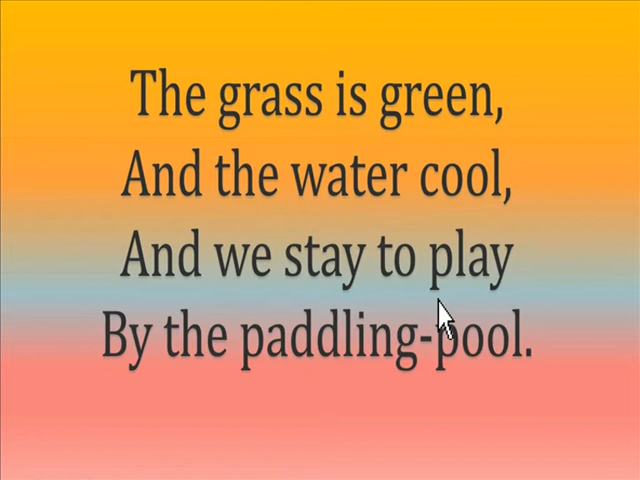 The grass is green,
And the water cool,
And we stay to play
By the paddling-pool.